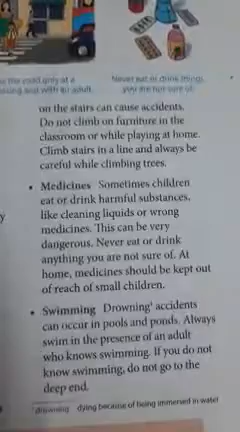 the road only at a
crossing and with an adult.
Never eat or drink things
you are not sure of.
on the stairs can cause accidents.
Do not climb on furniture in the
classroom or while playing at home.
Climb stairs in a line and always be
careful while climbing trees.
• Medicines Sometimes children
eat or drink harmful substances,
like cleaning liquids or wrong
medicines. This can be very
dangerous. Never eat or drink
anything you are not sure of. At
home, medicines should be kept out
of reach of small children.
y
• Swimming Drowning¹ accidents
can occur in pools and ponds. Always
swim in the presence of an adult
who knows swimming. If you do not
know swimming, do not go to the
deep end.
¹ drowning dying because of being immersed in water